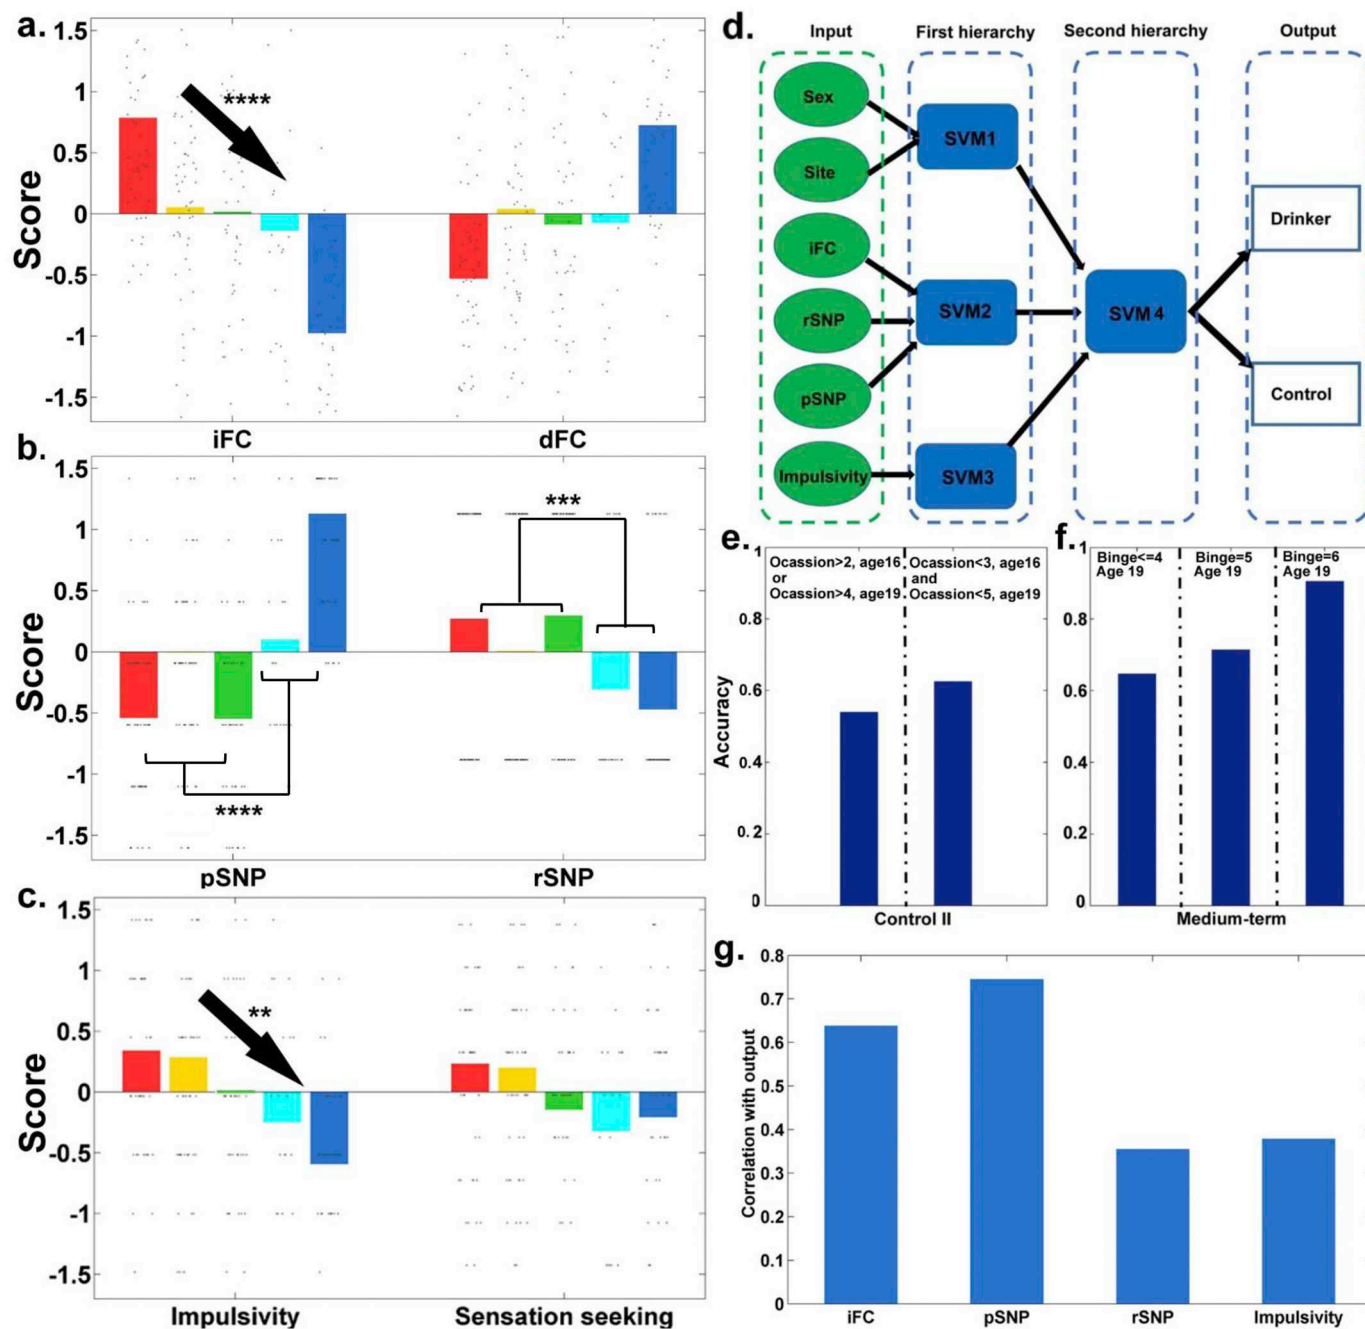 a.
1.5
1
0.5
0
-0.5
-1
-1.5
Score
****
iFC dFC
b.
1.5
1
0.5
0
-0.5
-1
-1.5
Score
***
****
pSNP rSNP
c.
1.5
1
0.5
0
-0.5
-1
-1.5
Score
**
Impulsivity Sensation seeking
d.
Input First hierarchy Second hierarchy Output
Sex
Site
iFC
rSNP
pSNP
Impulsivity
SVM1
SVM2
SVM3
SVM 4
Drinker
Control
e.
1
0.8
0.6
0.4
0.2
0
Accuracy
Ocassion>2, age16
or
Ocassion>4, age19
Ocassion<3, age16
and
Ocassion<5, age19
Control II
f.
1
0.8
0.6
0.4
0.2
0
Binge<=4
Age 19
Binge=5
Age 19
Binge=6
Age 19
Medium-term
g.
0.8
0.7
0.6
0.5
0.4
0.3
0.2
0.1
0
Correlation with output
iFC pSNP rSNP Impulsivity